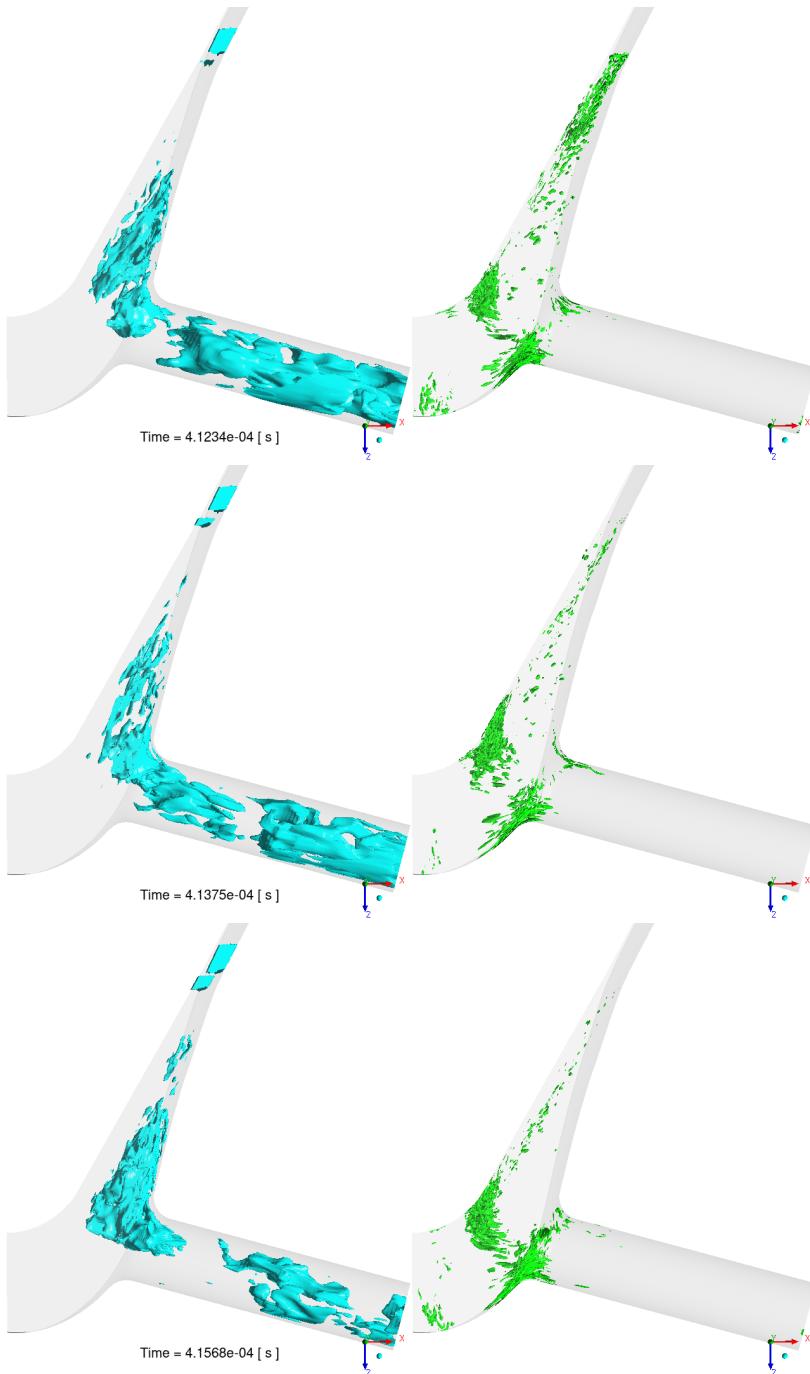 X
Z
Time = 4.1234e-04 [ s ]
Y
X
Z
X
Z
Time = 4.1375e-04 [ s ]
Y
X
Z
X
Z
Time = 4.1568e-04 [ s ]
Y
X
Z